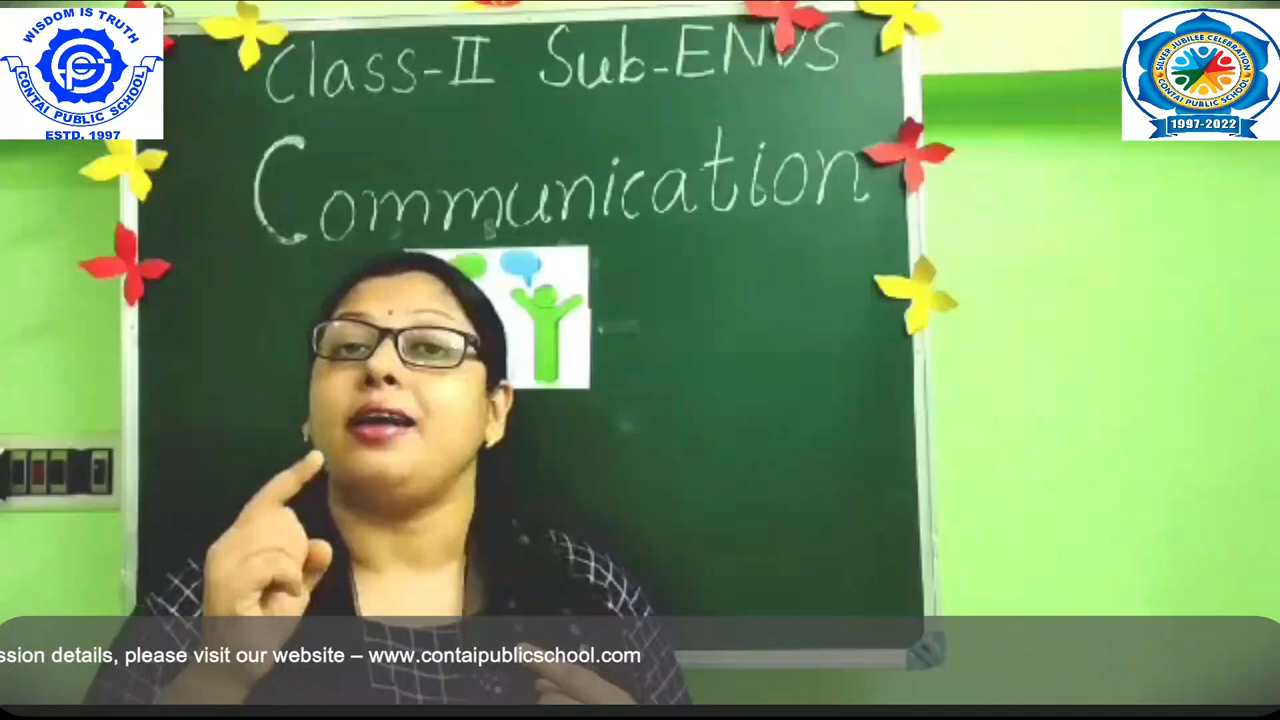 WISDOM IS TRUTH
CONTAI PUBLIC SCHOOL
ESTD. 1997
Class-II Sub-ENVS
Communication
SILVER JUBILEE CELEBRATION
CONTAI PUBLIC SCHOOL
1997-2022
ssion details, please visit our website – www.contaipublicschool.com